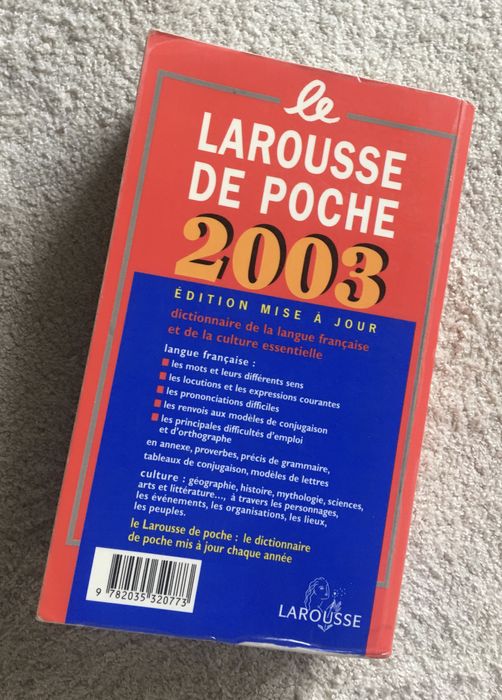 le
LAROUSSE
DE POCHE
2003
ÉDITION MISE À JOUR
dictionnaire de la langue française
et de la culture essentielle
langue française :
les mots et leurs différents sens
les locutions et les expressions courantes
les prononciations difficiles
les renvois aux modèles de conjugaison
les principales difficultés d'emploi
et d'orthographe
en annexe, proverbes, précis de grammaire,
tableaux de conjugaison, modèles de lettres
culture : géographie, histoire, mythologie, sciences,
arts et littérature..., à travers les personnages,
les événements, les organisations, les lieux,
les peuples.
le Larousse de poche : le dictionnaire
de poche mis à jour chaque année
9 782035 320773
LAROUSSE